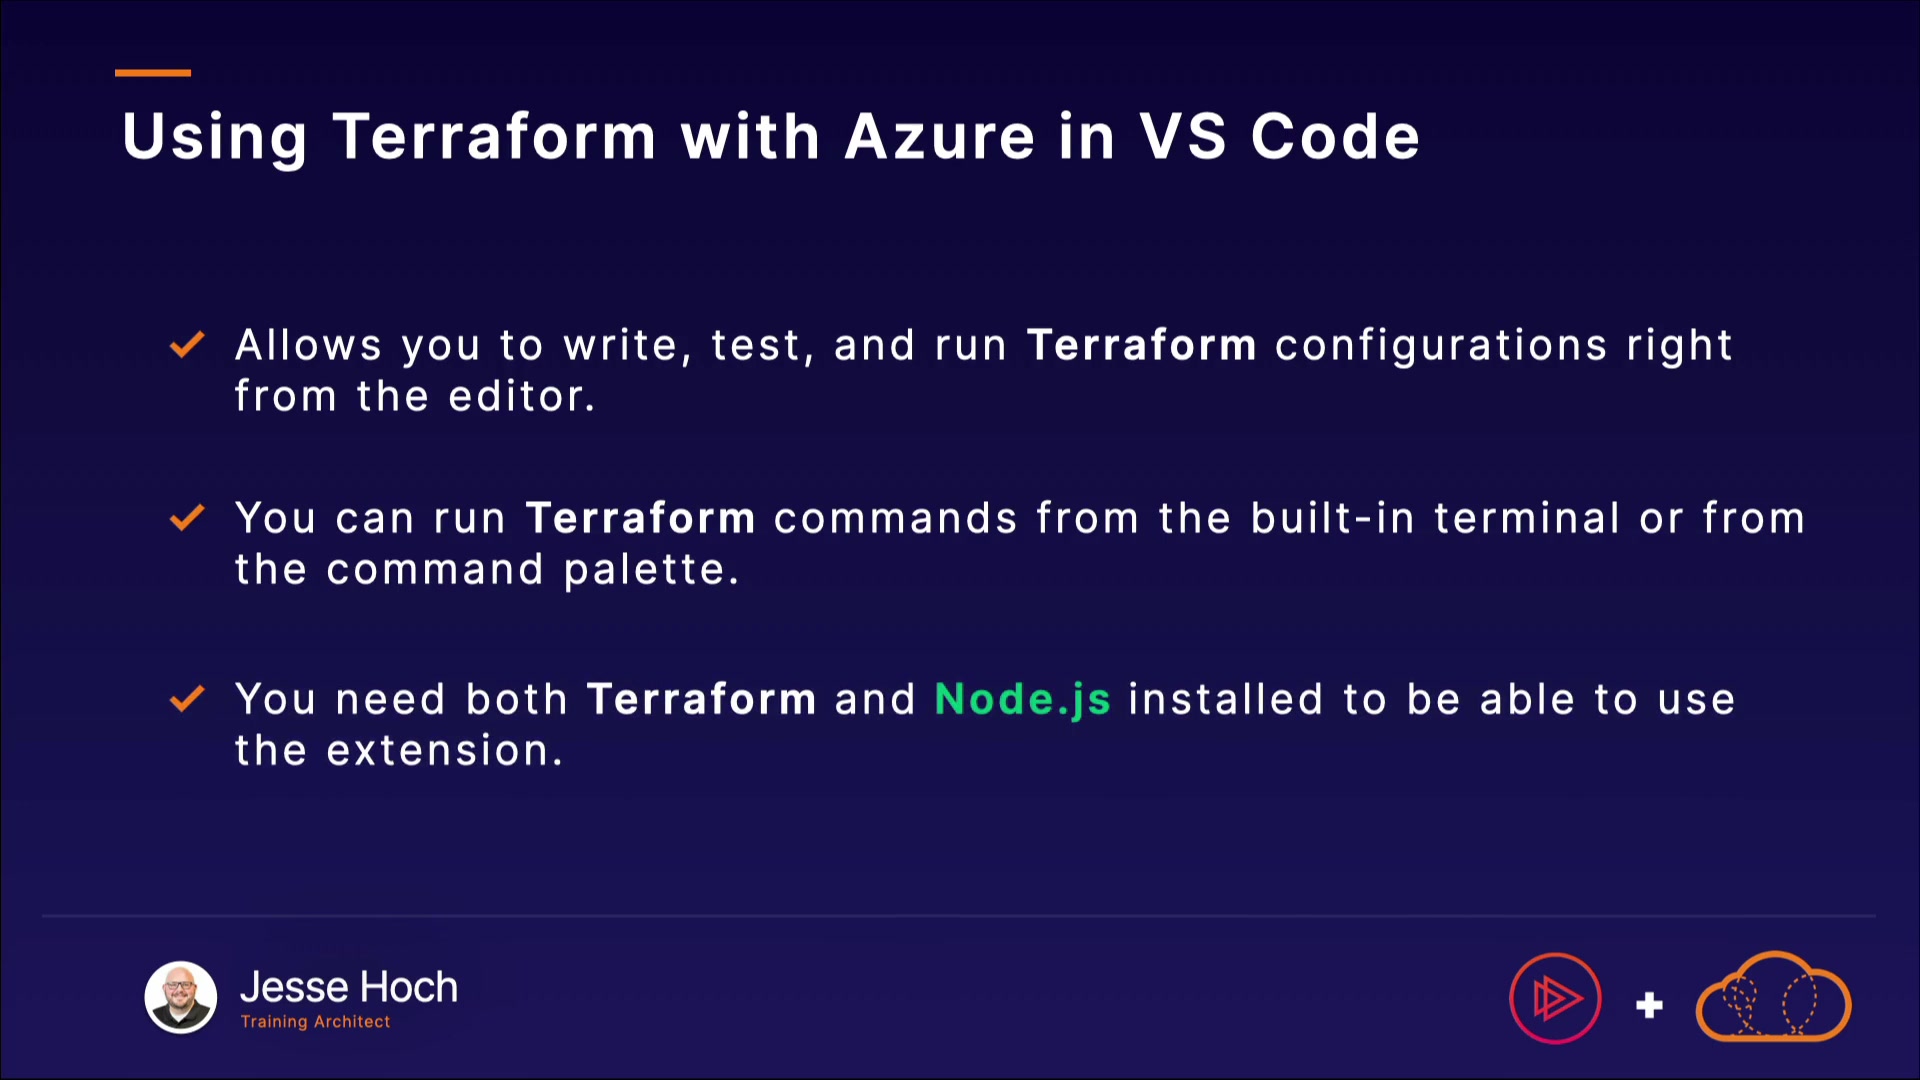 Using Terraform with Azure in VS Code
Allows you to write, test, and run Terraform configurations right
from the editor.
You can run Terraform commands from the built-in terminal or from
the command palette.
You need both Terraform and Node.js installed to be able to use
the extension.
Jesse Hoch
Training Architect